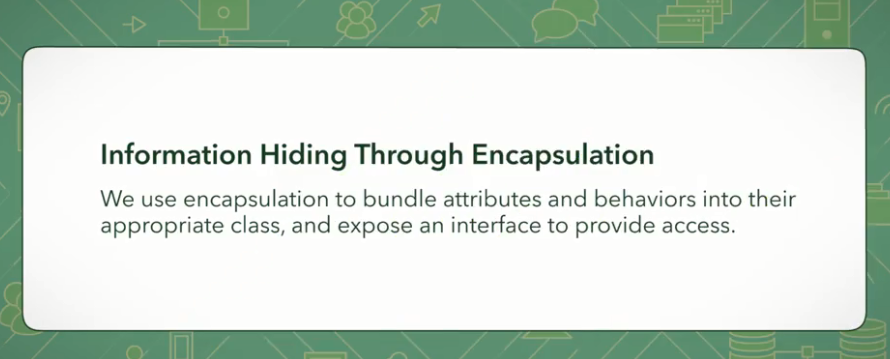 Information Hiding Through Encapsulation
We use encapsulation to bundle attributes and behaviors into their
appropriate class, and expose an interface to provide access.